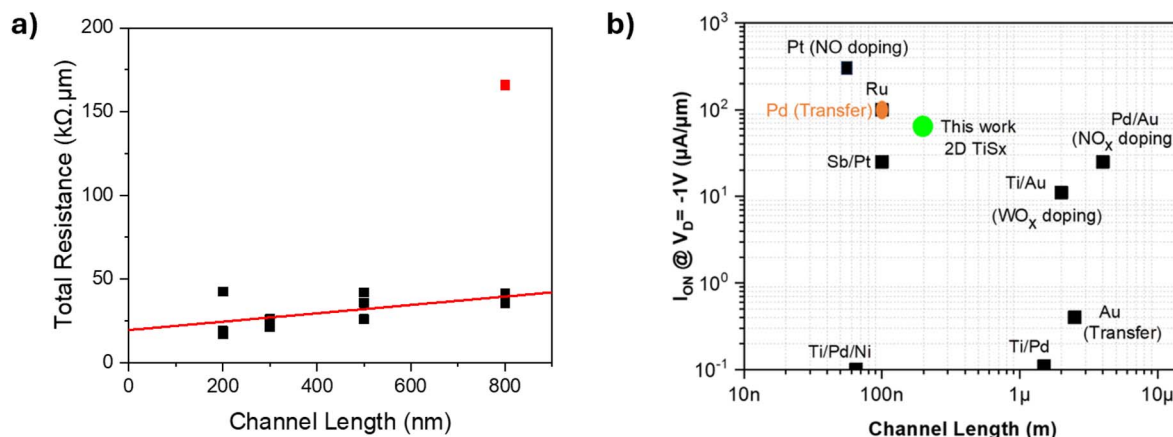 a)
Total Resistance (kΩ.µm)
200
150
100
50
0
0 200 400 600 800
Channel Length (nm)
b)
I_ON @ V_D= -1V (µA/µm)
10³
10²
10¹
10⁰
10⁻¹
Pt (NO doping)
Ru
Pd (Transfer)
This work
2D TiSx
Sb/Pt
Pd/Au
(NO_X doping
Ti/Au
(WO_X doping)
Au
(Transfer)
Ti/Pd/Ni
Ti/Pd
10n 100n 1µ 10µ
Channel Length (m)